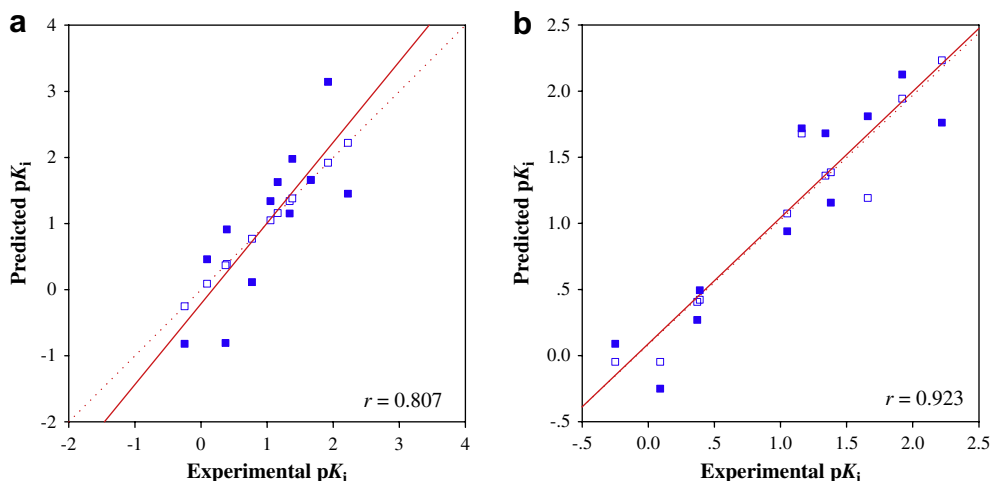 a
4
3
2
1
0
-1
-2
-2 -1 0 1 2 3 4
Predicted pKi
Experimental pKi
r = 0.807
b
2.5
2.0
1.5
1.0
.5
0.0
-.5
-.5 0.0 .5 1.0 1.5 2.0 2.5
Predicted pKi
Experimental pKi
r = 0.923